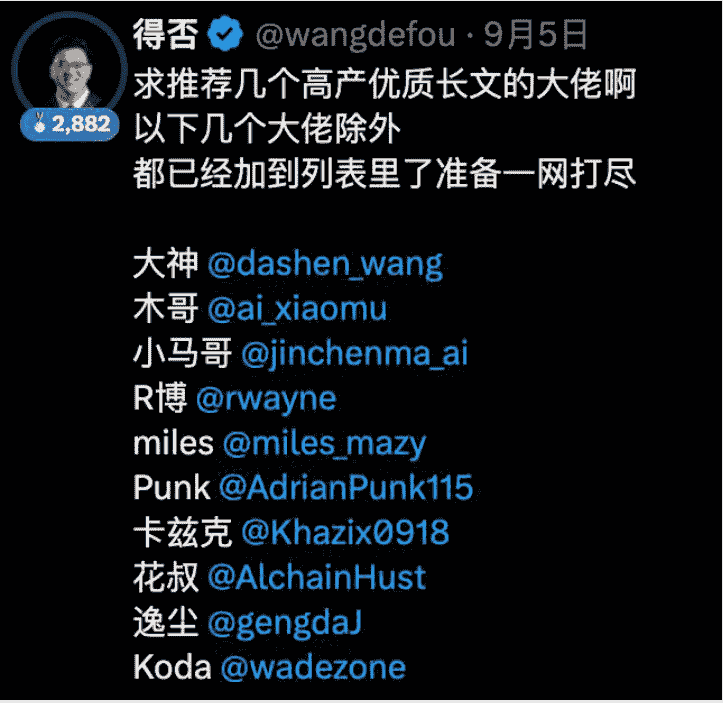 得否 @wangdefou · 9月5日
求推荐几个高产优质长文的大佬啊
以下几个大佬除外
都已经加到列表里了准备一网打尽
2,882
大神 @dashen_wang
木哥 @ai_xiaomu
小马哥 @jinchenma_ai
R博 @rwayne
miles @miles_mazy
Punk @AdrianPunk115
卡兹克 @Khazix0918
花叔 @AlchainHust
逸尘 @gengdaJ
Koda @wadezone